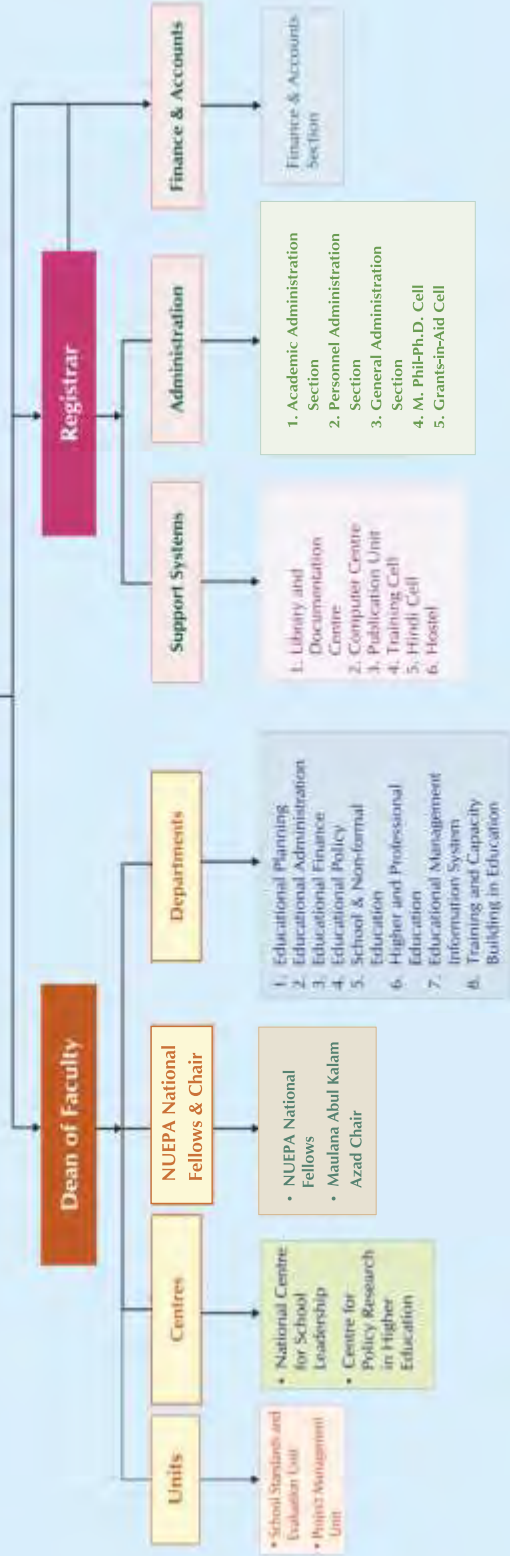 Dean of Faculty
Registrar
Units
Centres
NUEPA National
Fellows & Chair
Departments
Support Systems
Administration
Finance & Accounts
• School Standards and
Evaluation Unit
• Project Management
Unit
• National Centre
for School
Leadership
• Centre for
Policy Research
in Higher
Education
• NUEPA National
Fellows
• Maulana Abul Kalam
Azad Chair
1. Educational Planning
2. Educational Administration
3. Educational Finance
4. Educational Policy
5. School & Non-formal
Education
6. Higher and Professional
Education
7. Educational Management
Information System
8. Training and Capacity
Building in Education
1. Library and
Documentation
Centre
2. Computer Centre
3. Publication Unit
4. Training Cell
5. Hindi Cell
6. Hostel
1. Academic Administration
Section
2. Personnel Administration
Section
3. General Administration
Section
4. M. Phil-Ph.D. Cell
5. Grants-in-Aid Cell
Finance & Accounts
Section